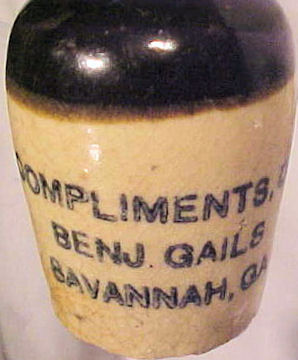 COMPLIMENTS,
BENJ. GAILS
SAVANNAH, GA